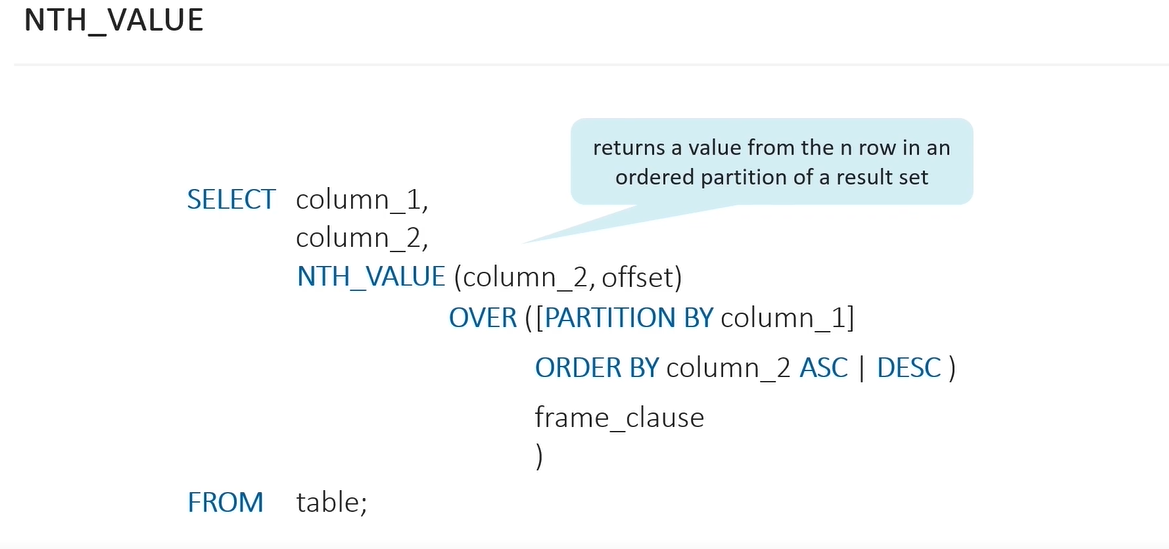 NTH_VALUE
returns a value from the n row in an
ordered partition of a result set
SELECT column_1,
column_2,
NTH_VALUE (column_2, offset)
OVER ([PARTITION BY column_1]
ORDER BY column_2 ASC | DESC )
frame_clause
)
FROM table;